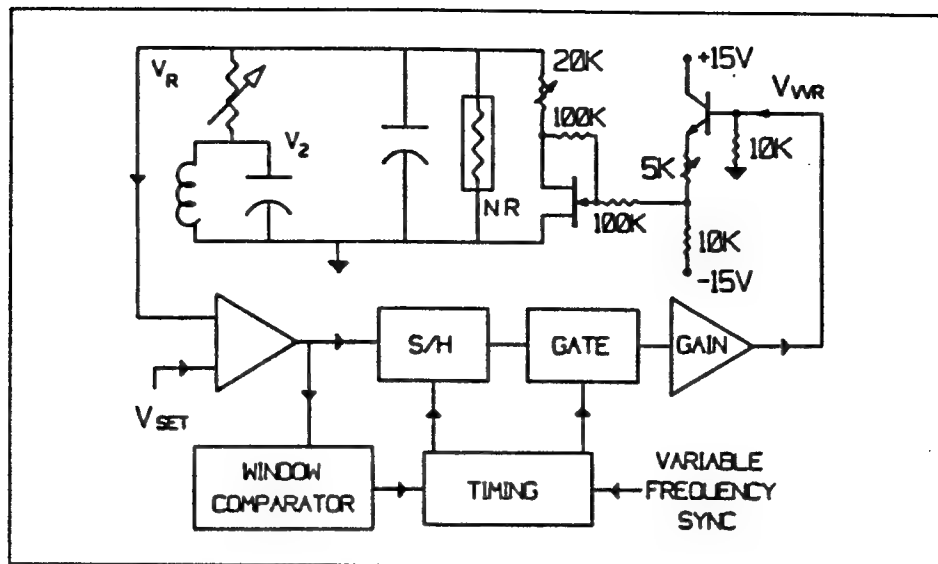 V_R
V_2
NR
20K
100K
100K
+15V
V_VVR
5K
10K
10K
-15V
V_SET
S/H
GATE
GAIN
WINDOW
COMPARATOR
TIMING
VARIABLE
FREQUENCY
SYNC